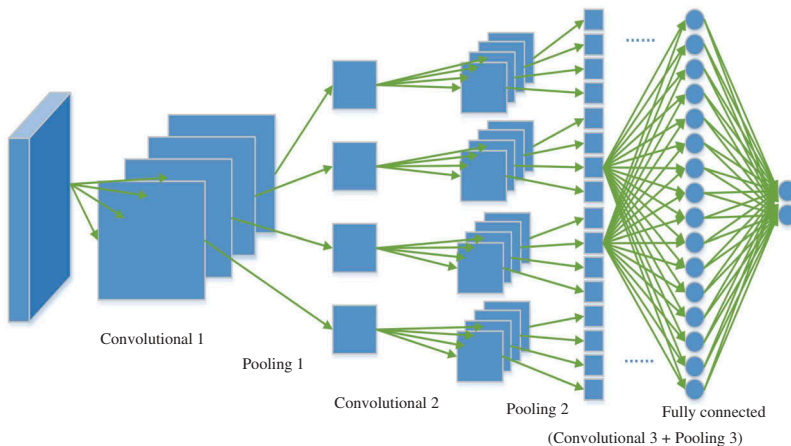 ......
Convolutional 1
Pooling 1
Convolutional 2
Pooling 2
......
Fully connected
(Convolutional 3 + Pooling 3)